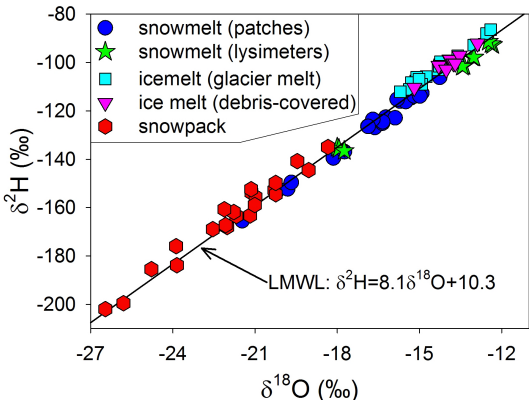 -80
-100
-120
-140
-160
-180
-200
δ²H (‰)
snowmelt (patches)
snowmelt (lysimeters)
icemelt (glacier melt)
ice melt (debris-covered)
snowpack
LMWL: δ²H=8.1δ¹⁸O+10.3
-27 -24 -21 -18 -15 -12
δ¹⁸O (‰)